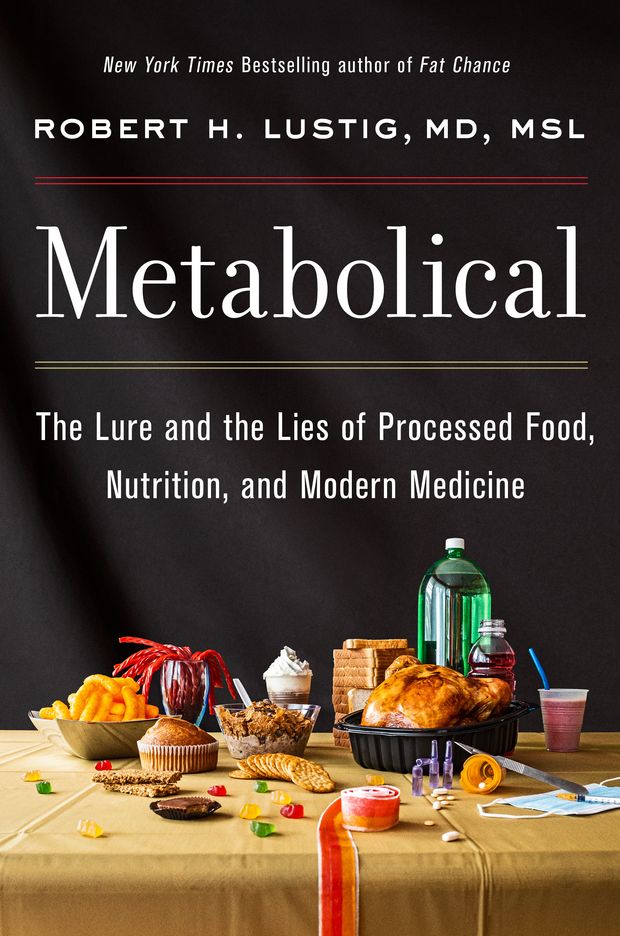 New York Times Bestselling author of Fat Chance
ROBERT H. LUSTIG, MD, MSL
Metabolical
The Lure and the Lies of Processed Food,
Nutrition, and Modern Medicine